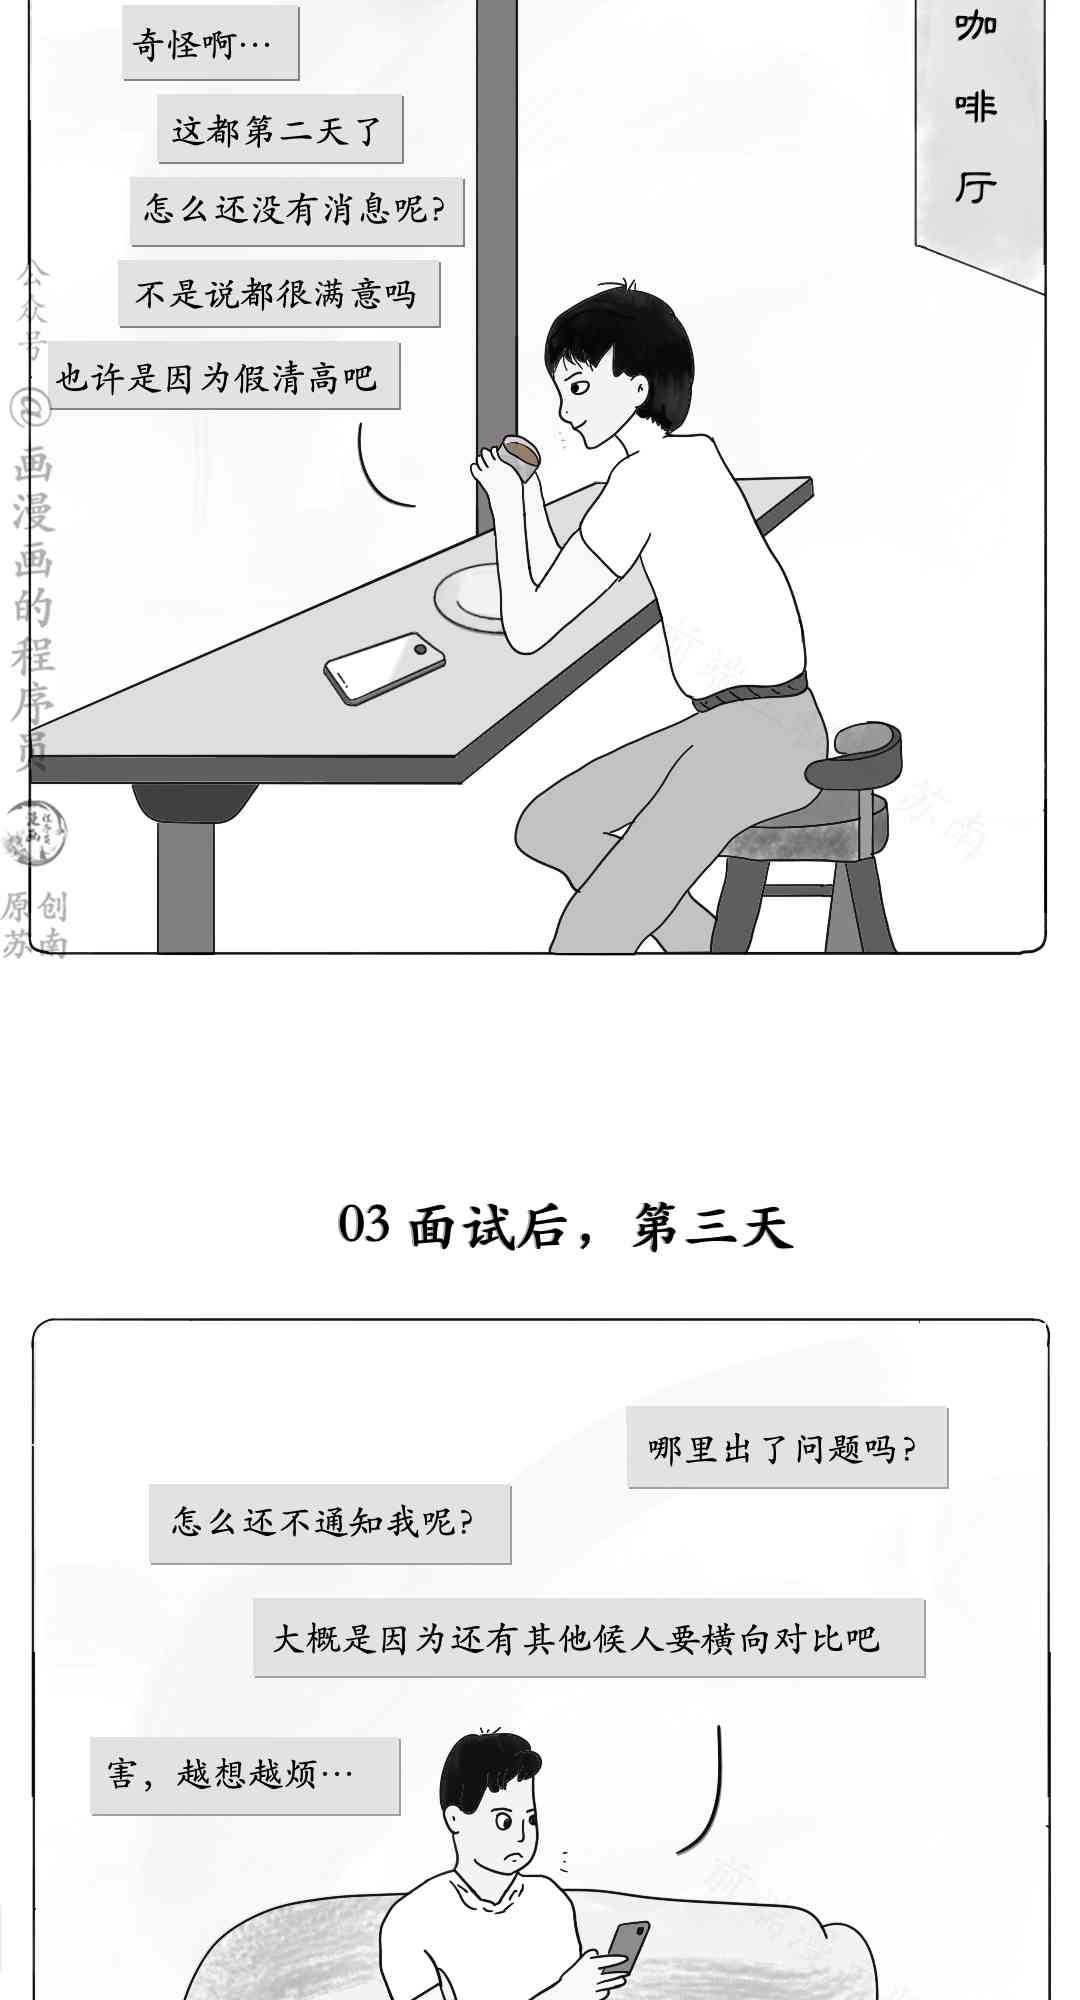 奇怪啊…
这都第二天了
怎么还没有消息呢?
不是说都很满意吗
也许是因为假清高吧
咖啡厅
公众号
画漫画的程序员
原创
苏南
苏南
03 面试后，第三天
哪里出了问题吗?
怎么还不通知我呢?
大概是因为还有其他候人要横向对比吧
害，越想越烦…